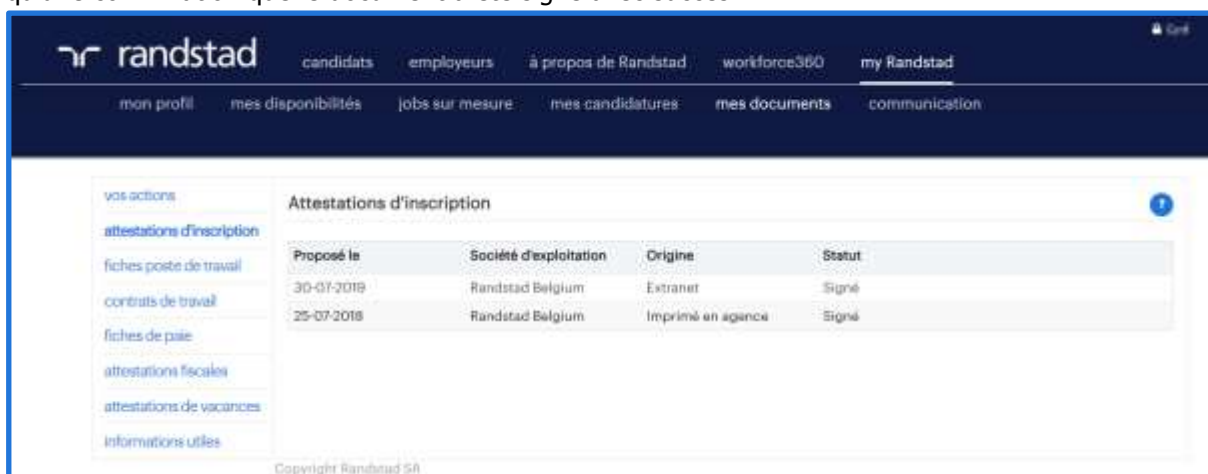 randstad candidats employeurs à propos de Randstad workforce360 my Randstad
mon profil mes disponibilités jobs sur mesure mes candidatures mes documents communication
vos actions
attestations d'inscription
fiches poste de travail
contrats de travail
fiches de paie
attestations fiscales
attestations de vacances
informations utiles
Attestations d'inscription
Proposé le Société d'exploitation Origine Statut
30-07-2019 Randstad Belgium Extranet Signé
25-07-2018 Randstad Belgium Imprimé en agence Signé
Copyright Randstad SA